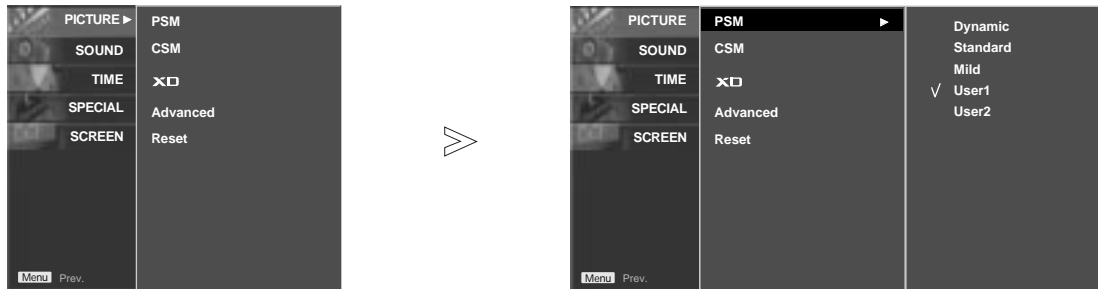 PICTURE ►
SOUND
TIME
SPECIAL
SCREEN
PSM
CSM
XD
Advanced
Reset
Menu Prev.
PICTURE
SOUND
TIME
SPECIAL
SCREEN
PSM ►
CSM
XD
Advanced
Reset
Dynamic
Standard
Mild
√ User1
User2
Menu Prev.